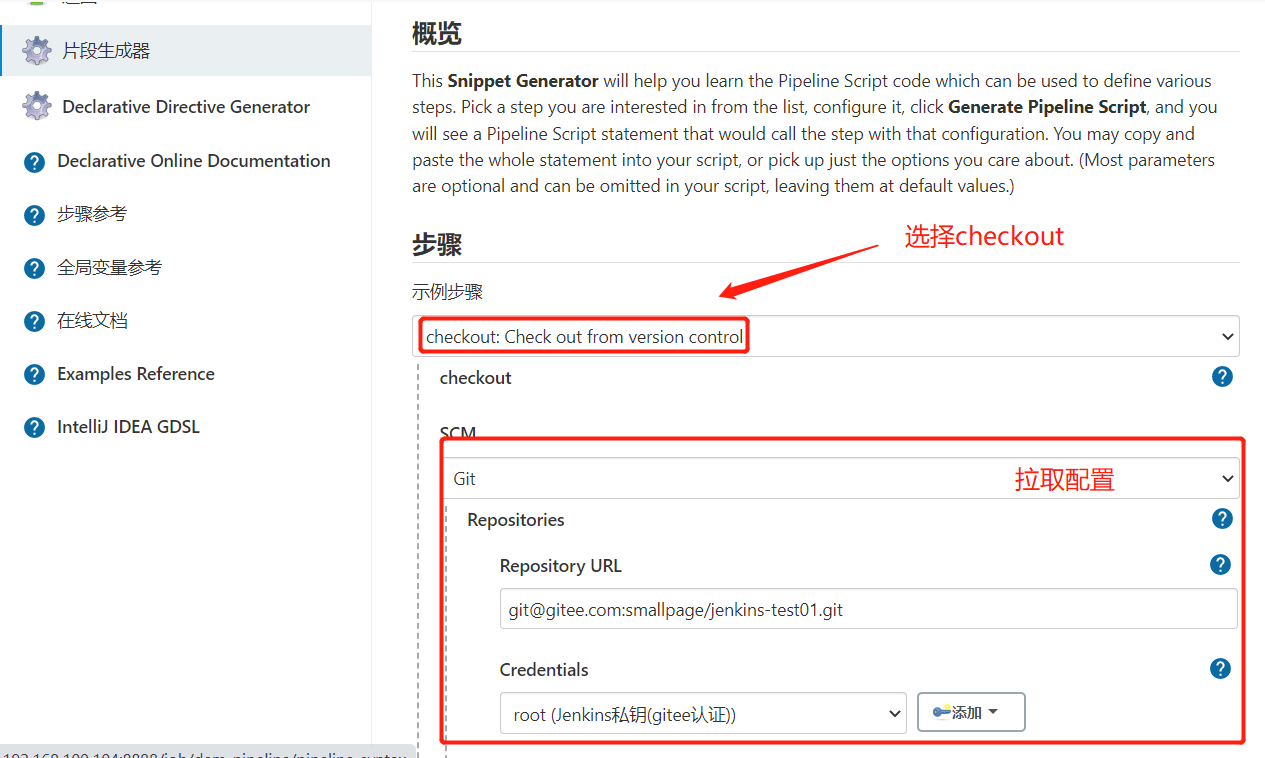 片段生成器
Declarative Directive Generator
Declarative Online Documentation
步骤参考
全局变量参考
在线文档
Examples Reference
IntelliJ IDEA GDSL
概览
This Snippet Generator will help you learn the Pipeline Script code which can be used to define various
steps. Pick a step you are interested in from the list, configure it, click Generate Pipeline Script, and you
will see a Pipeline Script statement that would call the step with that configuration. You may copy and
paste the whole statement into your script, or pick up just the options you care about. (Most parameters
are optional and can be omitted in your script, leaving them at default values.)
步骤
选择checkout
示例步骤
checkout: Check out from version control
checkout
SCM
Git
拉取配置
Repositories
Repository URL
git@gitee.com:smallpage/jenkins-test01.git
Credentials
root (Jenkins私钥(gitee认证))
添加